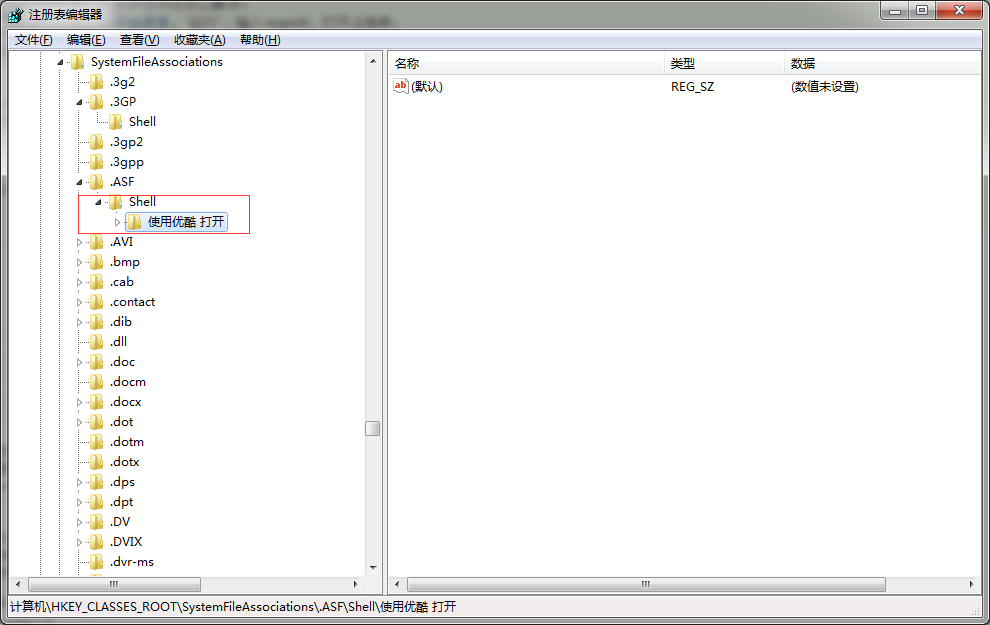 注册表编辑器
文件(F) 编辑(E) 查看(V) 收藏夹(A) 帮助(H)
SystemFileAssociations
.3g2
.3GP
Shell
.3gp2
.3gpp
.ASF
Shell
使用优酷 打开
.AVI
.bmp
.cab
.contact
.dib
.dll
.doc
.docm
.docx
.dot
.dotm
.dotx
.dps
.dpt
.DV
.DVIX
.dvr-ms
名称 类型 数据
ab (默认) REG_SZ (数值未设置)
计算机\HKEY_CLASSES_ROOT\SystemFileAssociations\.ASF\Shell\使用优酷 打开